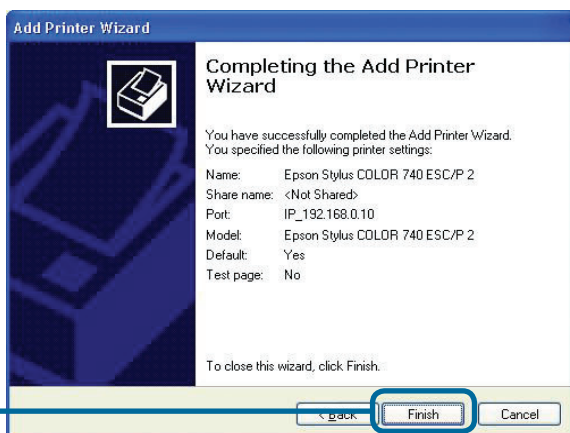 Add Printer Wizard
Completing the Add Printer
Wizard
You have successfully completed the Add Printer Wizard.
You specified the following printer settings:
Name: Epson Stylus COLOR 740 ESC/P 2
Share name: <Not Shared>
Port: IP_192.168.0.10
Model: Epson Stylus COLOR 740 ESC/P 2
Default: Yes
Test page: No
To close this wizard, click Finish.
< Back Finish Cancel